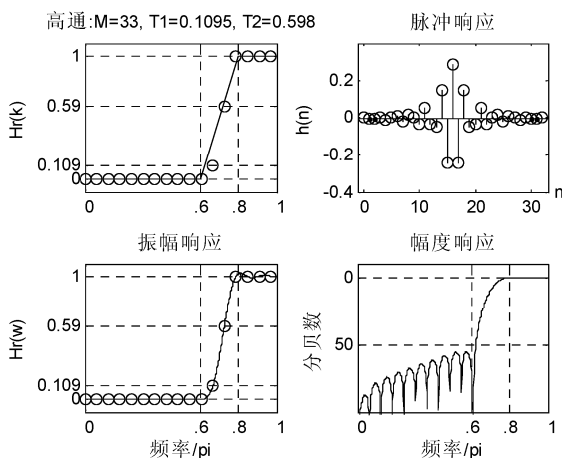 高通:M=33, T1=0.1095, T2=0.598
Hr(k)
1
0.59
0.109
0
0 .6 .8 1
脉冲响应
h(n)
0.2
0
-0.2
-0.4
0 10 20 30 n
振幅响应
Hr(w)
1
0.59
0.109
0
0 .6 .8 1
频率/pi
幅度响应
分贝数
0
50
0 .6 .8 1
频率/pi